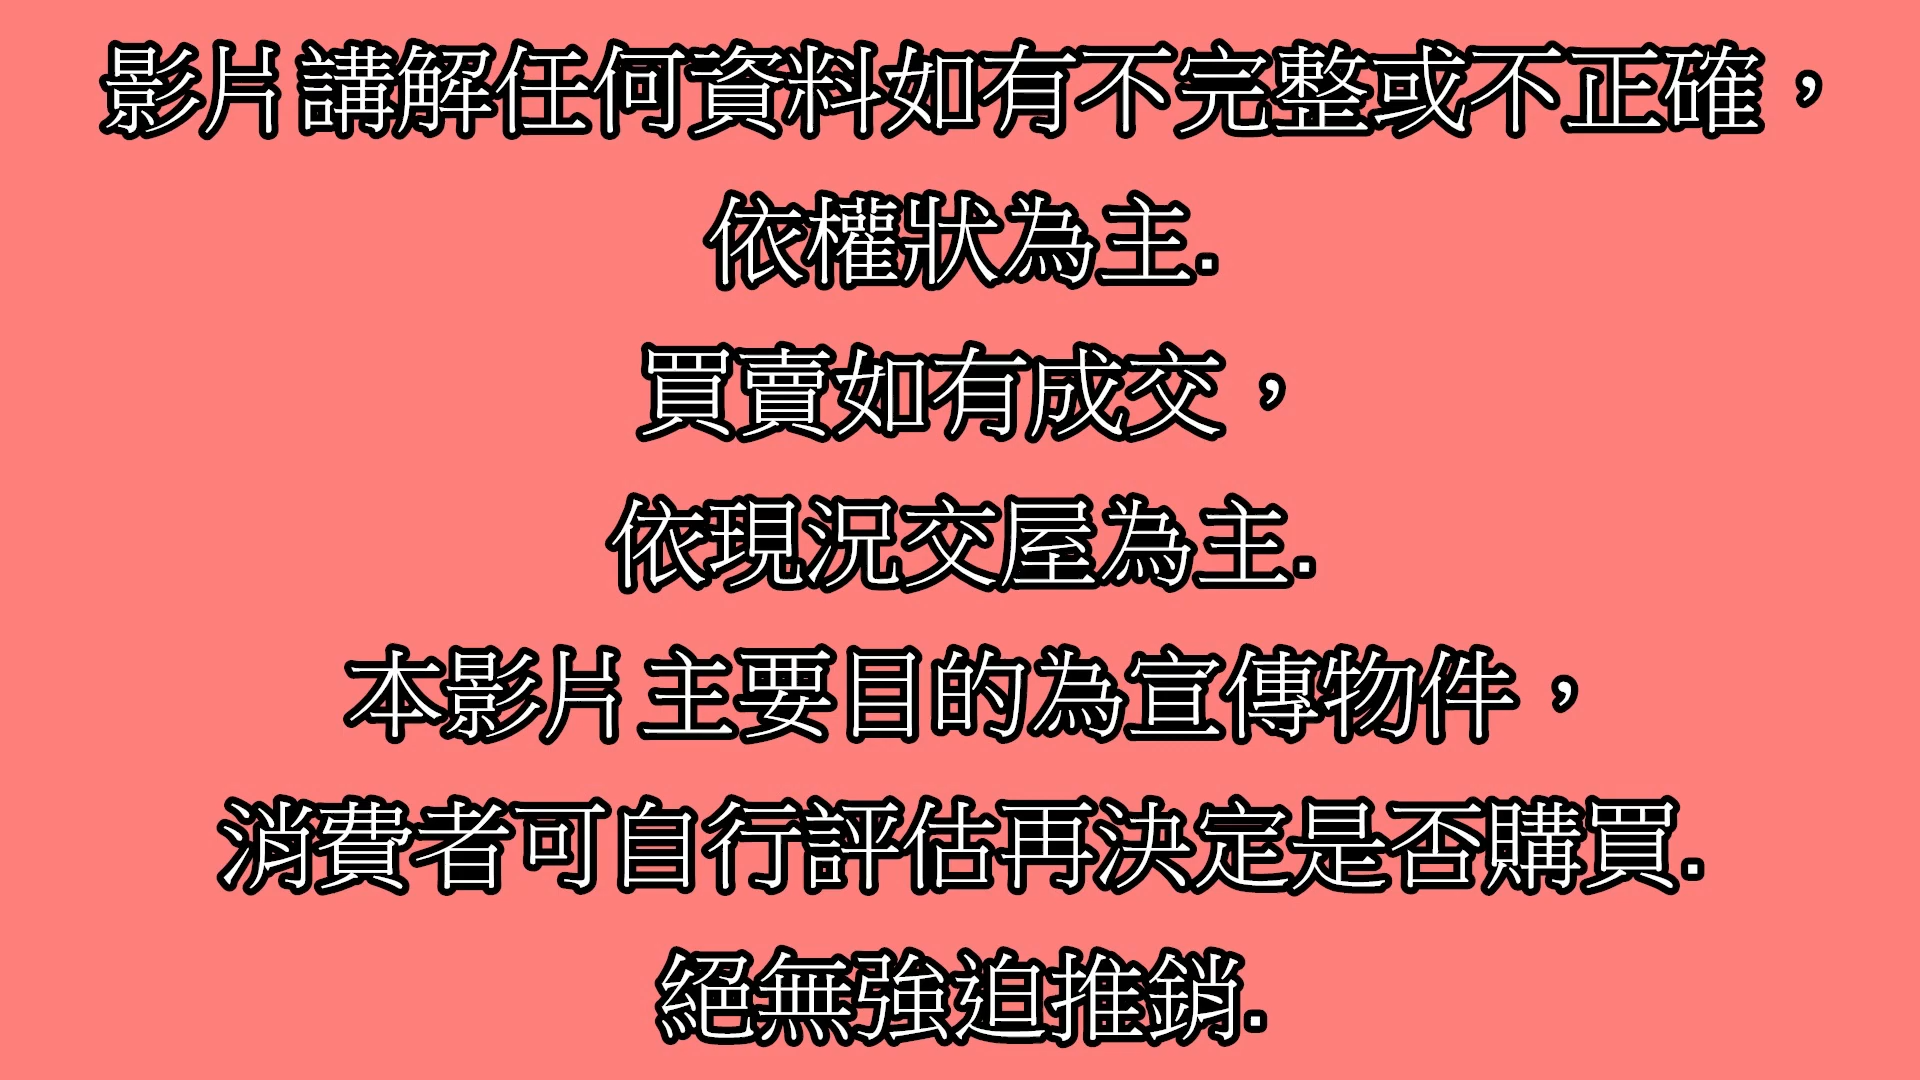 影片講解任何資料如有不完整或不正確，
依權狀為主.
買賣如有成交，
依現況交屋為主.
本影片主要目的為宣傳物件，
消費者可自行評估再決定是否購買.
絕無強迫推銷.